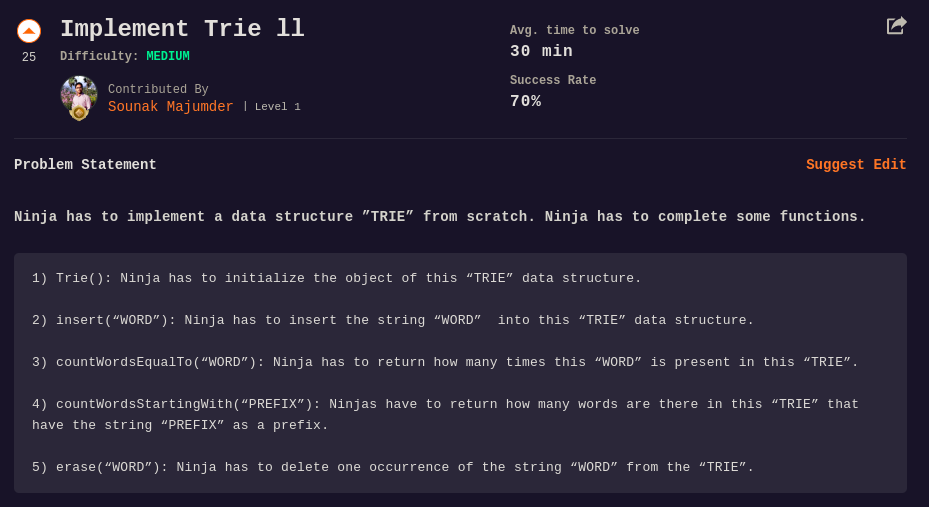 Implement Trie ll
25
Difficulty: MEDIUM
Contributed By
Sounak Majumder | Level 1
Avg. time to solve
30 min
Success Rate
70%
Problem Statement
Suggest Edit
Ninja has to implement a data structure ”TRIE” from scratch. Ninja has to complete some functions.
1) Trie(): Ninja has to initialize the object of this “TRIE” data structure.
2) insert(“WORD”): Ninja has to insert the string “WORD”  into this “TRIE” data structure.
3) countWordsEqualTo(“WORD”): Ninja has to return how many times this “WORD” is present in this “TRIE”.
4) countWordsStartingWith(“PREFIX”): Ninjas have to return how many words are there in this “TRIE” that
have the string “PREFIX” as a prefix.
5) erase(“WORD”): Ninja has to delete one occurrence of the string “WORD” from the “TRIE”.